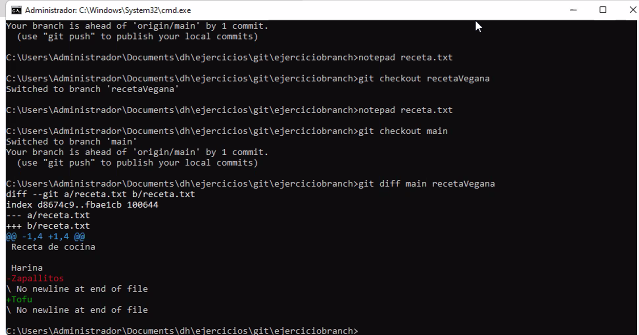 Administrador: C:\Windows\System32\cmd.exe
Your branch is ahead of 'origin/main' by 1 commit.
  (use "git push" to publish your local commits)
C:\Users\Administrador\Documents\dh\ejercicios\git\ejerciciobranch>notepad receta.txt
C:\Users\Administrador\Documents\dh\ejercicios\git\ejerciciobranch>git checkout recetaVegana
Switched to branch 'recetaVegana'
C:\Users\Administrador\Documents\dh\ejercicios\git\ejerciciobranch>notepad receta.txt
C:\Users\Administrador\Documents\dh\ejercicios\git\ejerciciobranch>git checkout main
Switched to branch 'main'
Your branch is ahead of 'origin/main' by 1 commit.
  (use "git push" to publish your local commits)
C:\Users\Administrador\Documents\dh\ejercicios\git\ejerciciobranch>git diff main recetaVegana
diff --git a/receta.txt b/receta.txt
index d8674c9..fbae1cb 100644
--- a/receta.txt
+++ b/receta.txt
@@ -1,4 +1,4 @@
 Receta de cocina
 Harina
-Zapallitos
\ No newline at end of file
+Tofu
\ No newline at end of file
C:\Users\Administrador\Documents\dh\ejercicios\git\ejerciciobranch>